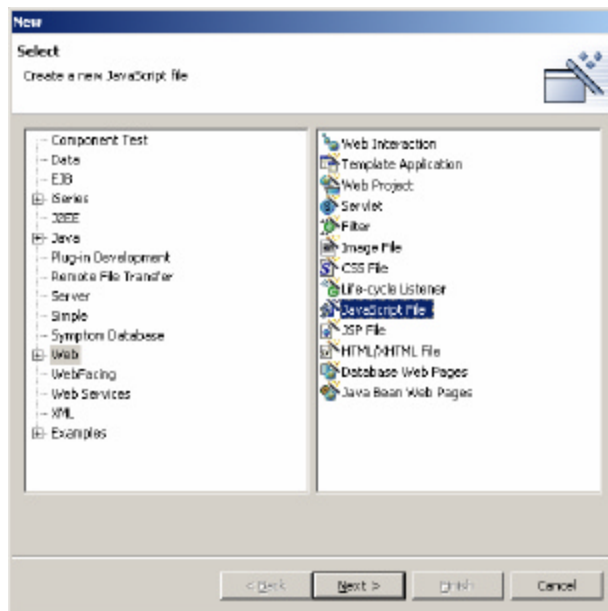 New
Select
Create a new JavaScript file
Component Test
Data
EJB
iSeries
J2EE
Java
Plug-in Development
Remote File Transfer
Server
Simple
Symptom Database
Web
WebFacing
Web Services
XML
Examples
Web Interaction
Template Application
Web Project
Servlet
Filter
Image File
CSS File
Life-cycle Listener
JavaScript File
JSP File
HTML/XHTML File
Database Web Pages
Java Bean Web Pages
< Back
Next >
Finish
Cancel